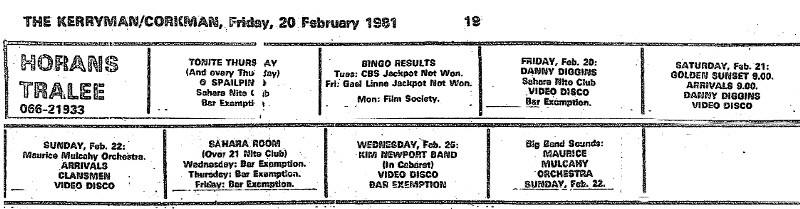 THE KERRYMAN/CORKMAN, Friday, 20 February 1981 19
HORANS
TRALEE
066-21933
TONITE THURS AY
(And every Thu day)
SPAILPIN
Sahara Nite C b
Bar Exempti
BINGO RESULTS
Tues: CBS Jackpot Not Won.
Fri: Gael Linne Jackpot Not Won.
Mon: Film Society.
FRIDAY, Feb. 20:
DANNY DIGGINS
Sahara Nite Club
VIDEO DISCO
Bar Exemption.
SATURDAY, Feb. 21:
GOLDEN SUNSET 9.00.
ARRIVALS 9.00.
DANNY DIGGINS
VIDEO DISCO
SUNDAY, Feb. 22:
Maurice Mulcahy Orchestra.
ARRIVALS
CLANSMEN
VIDEO DISCO
SAHARA ROOM
(Over 21 Nite Club)
Wednesday: Bar Exemption.
Thursday: Bar Exemption.
Friday: Bar Exemption.
WEDNESDAY, Feb. 25:
KIM NEWPORT BAND
(In Cabaret)
VIDEO DISCO
BAR EXEMPTION
Big Band Sounds:
MAURICE
MULCAHY
ORCHESTRA
SUNDAY, Feb. 22.